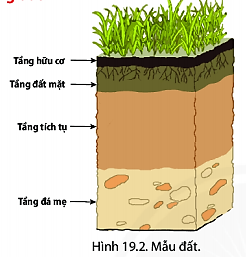 Tầng hữu cơ
Tầng đất mặt
Tầng tích tụ
Tầng đá mẹ
Hình 19.2. Mẫu đất.